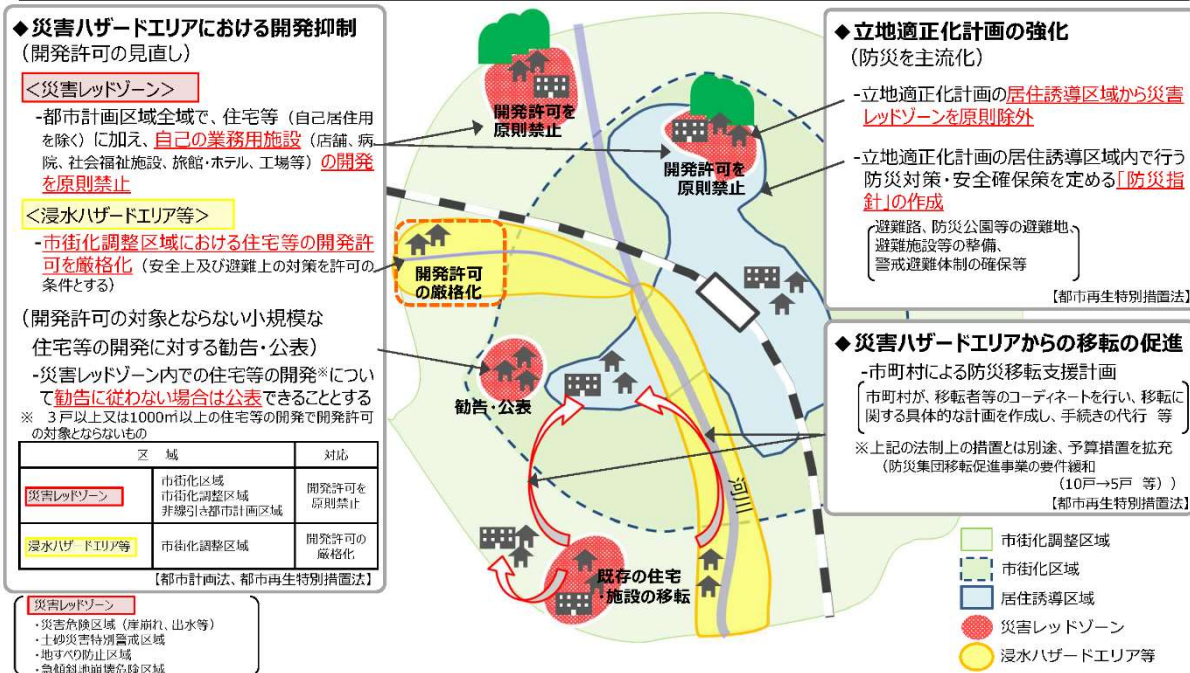 ◆災害ハザードエリアにおける開発抑制
(開発許可の見直し)
<災害レッドゾーン>
-都市計画区域全域で、住宅等(自己居住用
を除く)に加え、自己の業務用施設(店舗、病
院、社会福祉施設、旅館・ホテル、工場等)の開発
を原則禁止
<浸水ハザードエリア等>
-市街化調整区域における住宅等の開発許
可を厳格化(安全上及び避難上の対策を許可の
条件とする)
(開発許可の対象とならない小規模な
住宅等の開発に対する勧告・公表)
-災害レッドゾーン内での住宅等の開発※につい
て勧告に従わない場合は公表できることとする
※ 3戸以上又は1000㎡以上の住宅等の開発で開発許可
の対象とならないもの
区 域 対応
災害レッドゾーン
市街化区域
市街化調整区域
非線引き都市計画区域
開発許可を
原則禁止
浸水ハザードエリア等 市街化調整区域
開発許可の
厳格化
【都市計画法、都市再生特別措置法】
災害レッドゾーン
・災害危険区域(崖崩れ、出水等)
・土砂災害特別警戒区域
・地すべり防止区域
・急傾斜地崩壊危険区域
開発許可を
原則禁止
開発許可を
原則禁止
開発許可
の厳格化
勧告・公表
河川
既存の住宅
・施設の移転
◆立地適正化計画の強化
(防災を主流化)
-立地適正化計画の居住誘導区域から災害
レッドゾーンを原則除外
-立地適正化計画の居住誘導区域内で行う
防災対策・安全確保策を定める「防災指
針」の作成
避難路、防災公園等の避難地、
避難施設等の整備、
警戒避難体制の確保等
【都市再生特別措置法】
◆災害ハザードエリアからの移転の促進
-市町村による防災移転支援計画
市町村が、移転者等のコーディネートを行い、移転に
関する具体的な計画を作成し、手続きの代行 等
※上記の法制上の措置とは別途、予算措置を拡充
(防災集団移転促進事業の要件緩和
(10戸→5戸 等))
【都市再生特別措置法】
市街化調整区域
市街化区域
居住誘導区域
災害レッドゾーン
浸水ハザードエリア等